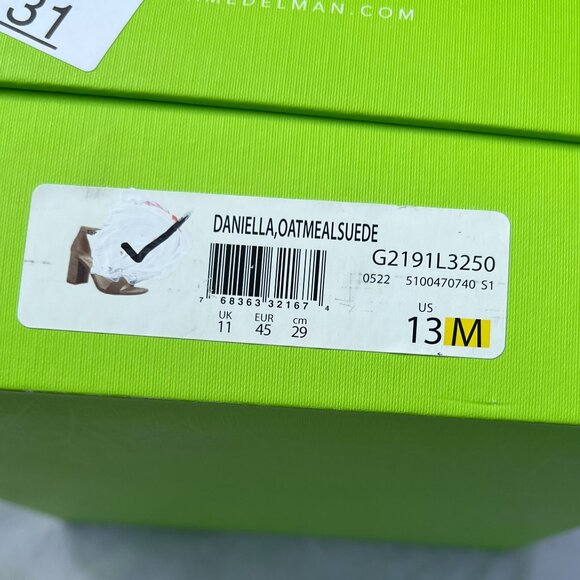 31
MEDELMAN.COM
DANIELLA,OATMEALSUEDE
G2191L3250
0522 5100470740 S1
7 68363 32167 4
UK EUR cm
11 45 29
US
13 M